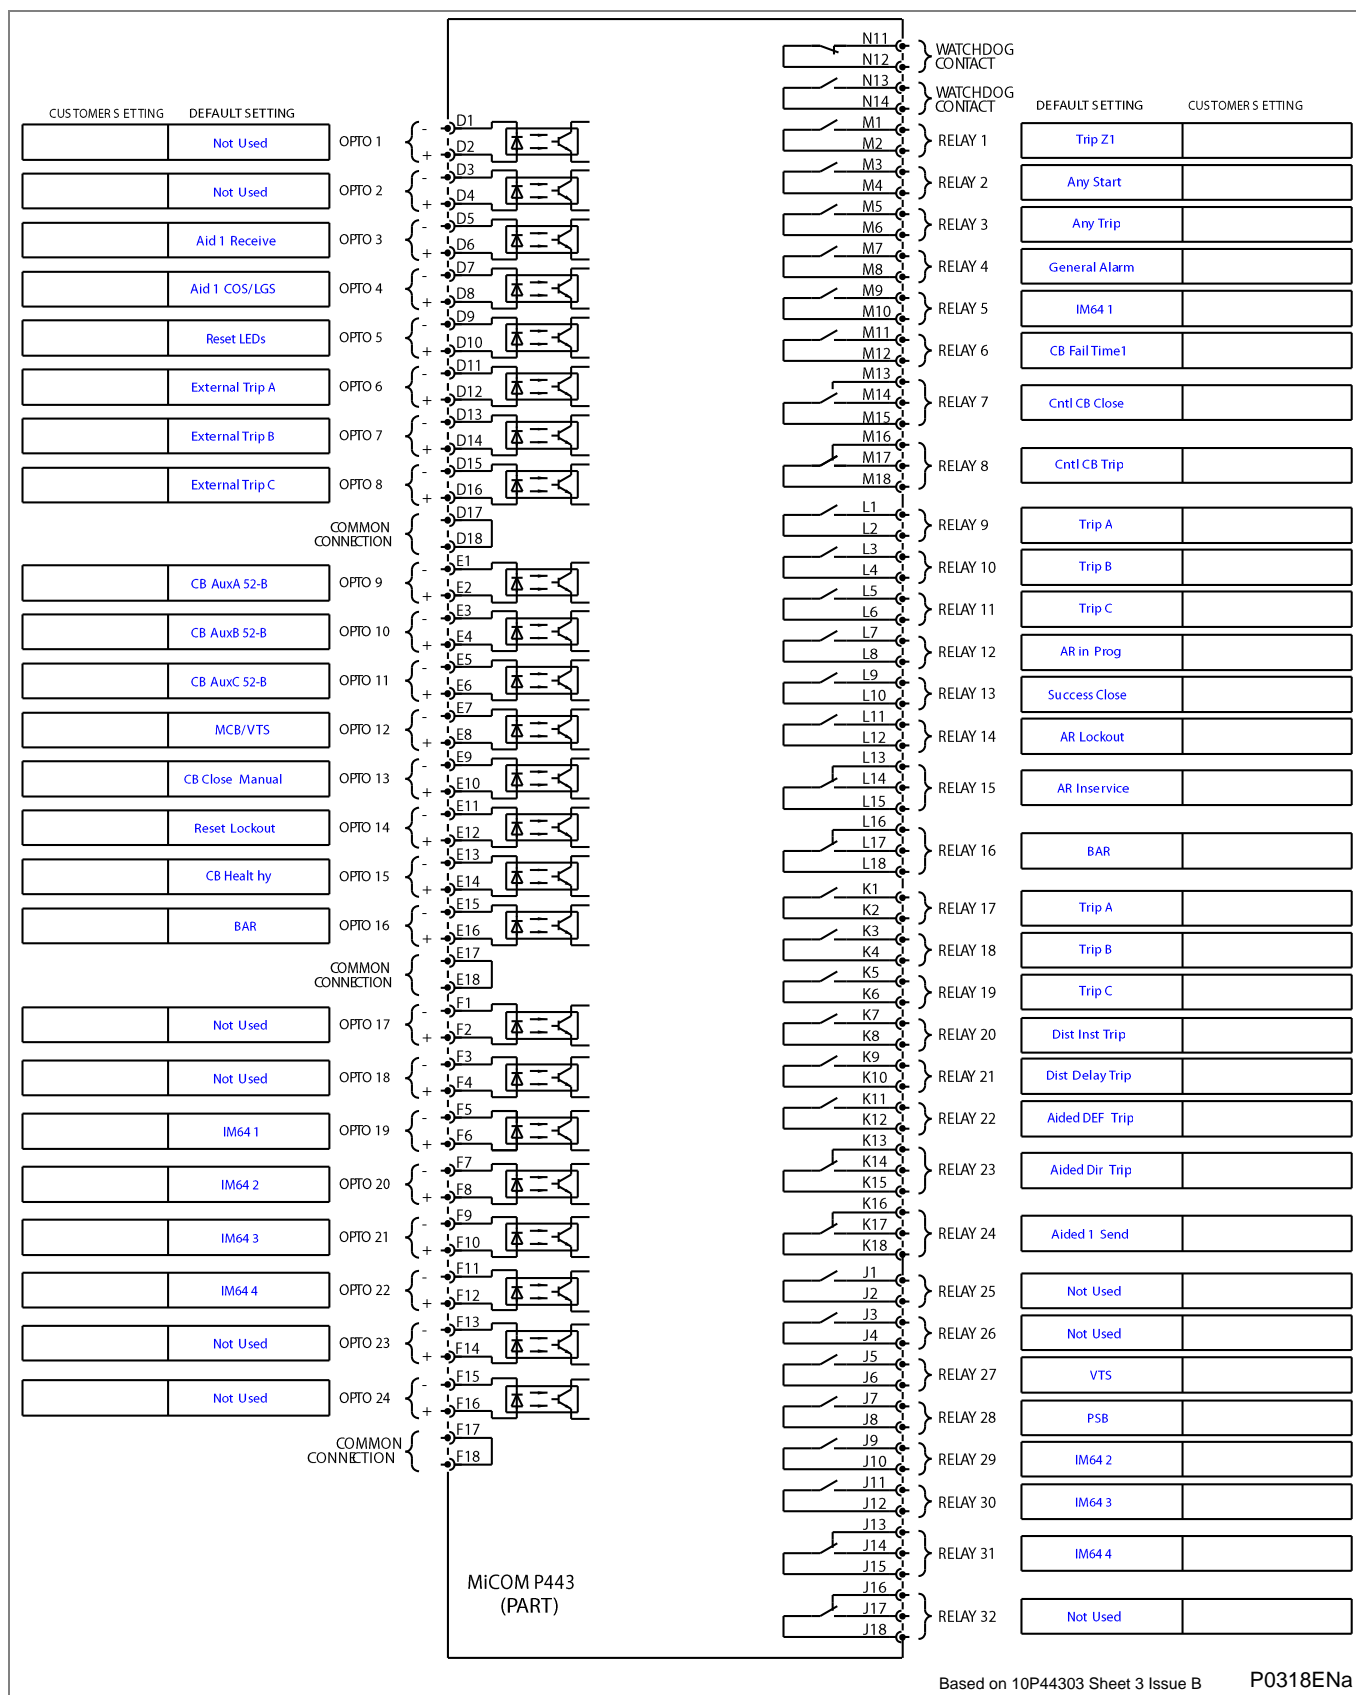 CUSTOMER S ETTING DEFAULT SETTING
Not Used OPTO 1 - D1
+ D2
Not Used OPTO 2 - D3
+ D4
Aid 1 Receive OPTO 3 - D5
+ D6
Aid 1 COS/LGS OPTO 4 - D7
+ D8
Reset LEDs OPTO 5 - D9
+ D10
External Trip A OPTO 6 - D11
+ D12
External Trip B OPTO 7 - D13
+ D14
External Trip C OPTO 8 - D15
+ D16
COMMON CONNECTION D17
D18
CB AuxA 52-B OPTO 9 - E1
+ E2
CB AuxB 52-B OPTO 10 - E3
+ E4
CB AuxC 52-B OPTO 11 - E5
+ E6
MCB/VTS OPTO 12 - E7
+ E8
CB Close Manual OPTO 13 - E9
+ E10
Reset Lockout OPTO 14 - E11
+ E12
CB Healt hy OPTO 15 - E13
+ E14
BAR OPTO 16 - E15
+ E16
COMMON CONNECTION E17
E18
Not Used OPTO 17 - F1
+ F2
Not Used OPTO 18 - F3
+ F4
IM64 1 OPTO 19 - F5
+ F6
IM64 2 OPTO 20 - F7
+ F8
IM64 3 OPTO 21 - F9
+ F10
IM64 4 OPTO 22 - F11
+ F12
Not Used OPTO 23 - F13
+ F14
Not Used OPTO 24 - F15
+ F16
COMMON CONNECTION F17
F18
MiCOM P443
(PART)
N11 WATCHDOG
N12 CONTACT
N13 WATCHDOG
N14 CONTACT
DEFAULT SETTING CUSTOMER S ETTING
M1
M2 RELAY 1 Trip Z1
M3
M4 RELAY 2 Any Start
M5
M6 RELAY 3 Any Trip
M7
M8 RELAY 4 General Alarm
M9
M10 RELAY 5 IM64 1
M11
M12 RELAY 6 CB Fail Time1
M13
M14 RELAY 7 Cntl CB Close
M15
M16
M17 RELAY 8 Cntl CB Trip
M18
L1
L2 RELAY 9 Trip A
L3
L4 RELAY 10 Trip B
L5
L6 RELAY 11 Trip C
L7
L8 RELAY 12 AR in Prog
L9
L10 RELAY 13 Success Close
L11
L12 RELAY 14 AR Lockout
L13
L14 RELAY 15 AR Inservice
L15
L16
L17 RELAY 16 BAR
L18
K1
K2 RELAY 17 Trip A
K3
K4 RELAY 18 Trip B
K5
K6 RELAY 19 Trip C
K7
K8 RELAY 20 Dist Inst Trip
K9
K10 RELAY 21 Dist Delay Trip
K11
K12 RELAY 22 Aided DEF Trip
K13
K14 RELAY 23 Aided Dir Trip
K15
K16
K17 RELAY 24 Aided 1 Send
K18
J1
J2 RELAY 25 Not Used
J3
J4 RELAY 26 Not Used
J5
J6 RELAY 27 VTS
J7
J8 RELAY 28 PSB
J9
J10 RELAY 29 IM64 2
J11
J12 RELAY 30 IM64 3
J13
J14 RELAY 31 IM64 4
J15
J16
J17 RELAY 32 Not Used
J18
Based on 10P44303 Sheet 3 Issue B P0318ENa